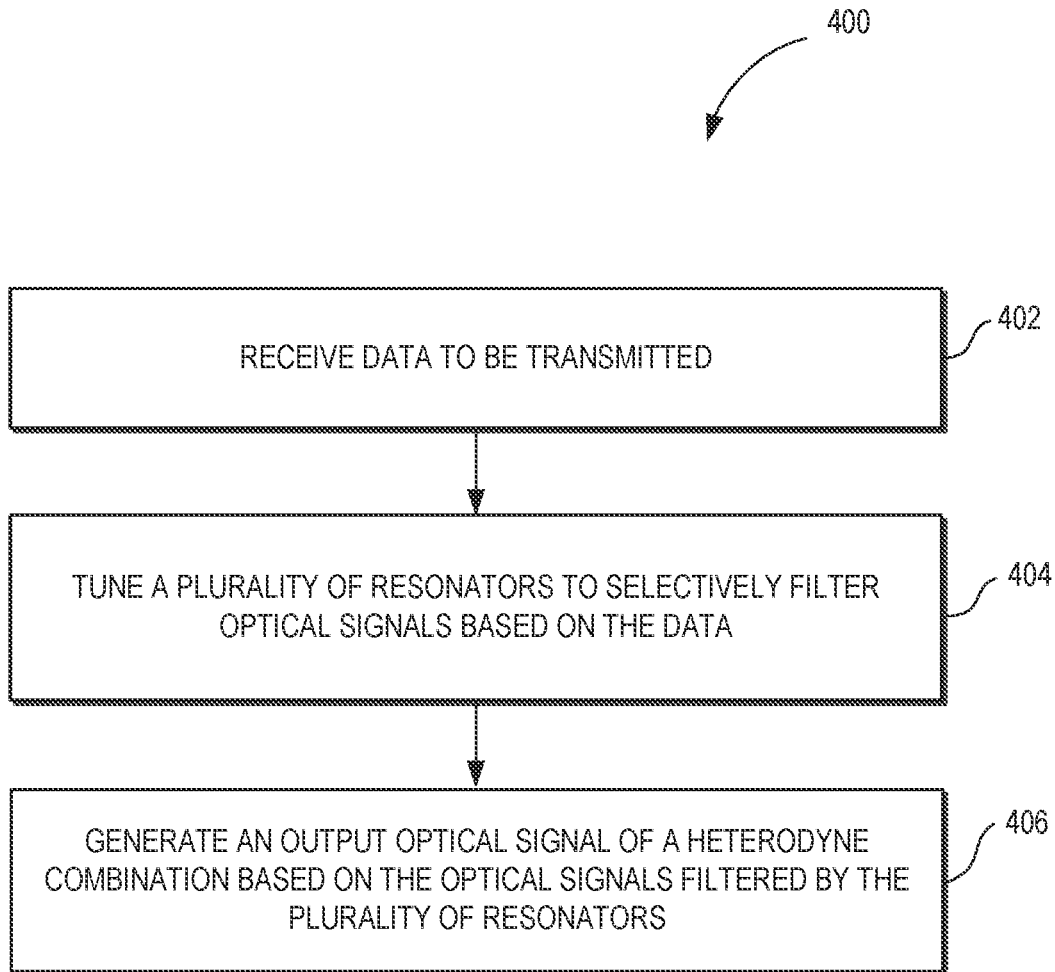 400
402
RECEIVE DATA TO BE TRANSMITTED
404
TUNE A PLURALITY OF RESONATORS TO SELECTIVELY FILTER
OPTICAL SIGNALS BASED ON THE DATA
406
GENERATE AN OUTPUT OPTICAL SIGNAL OF A HETERODYNE
COMBINATION BASED ON THE OPTICAL SIGNALS FILTERED BY THE
PLURALITY OF RESONATORS